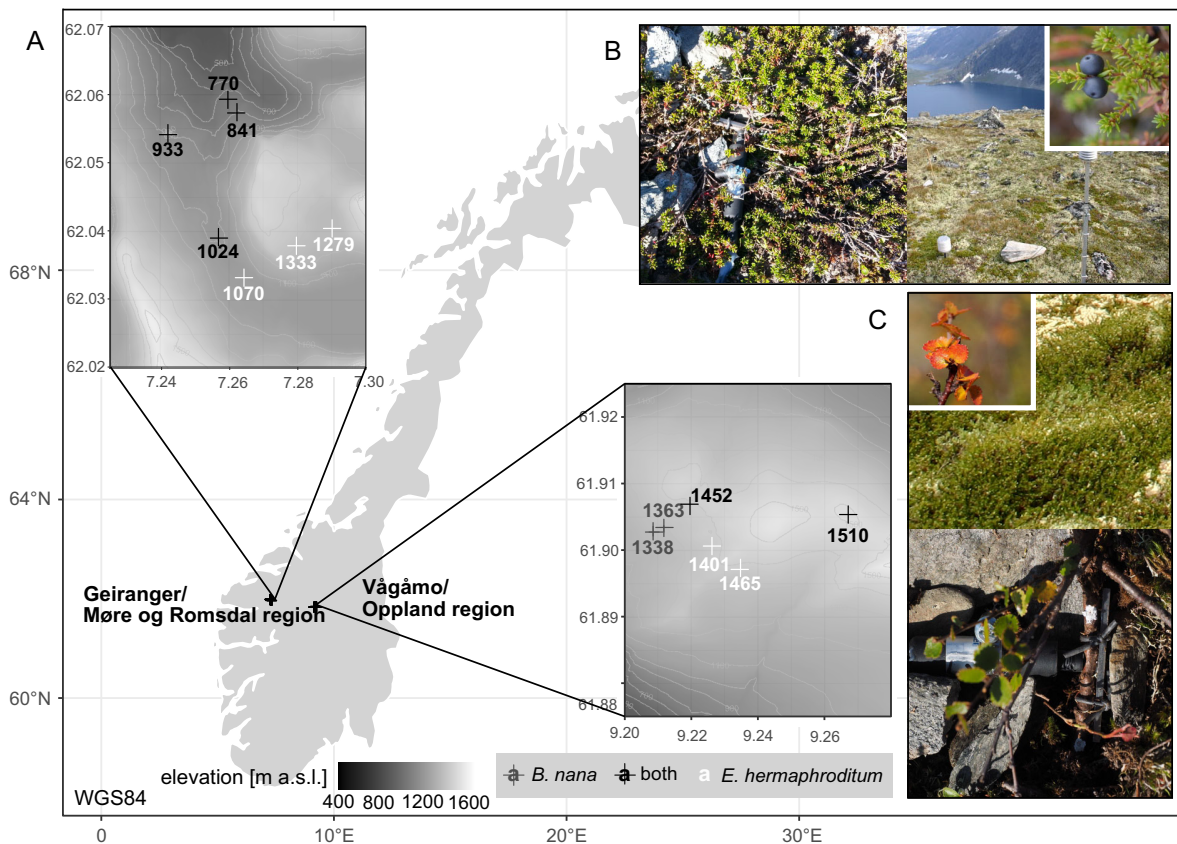 A
B
C
62.07
62.06
62.05
62.04
62.03
62.02
7.24
7.26
7.28
7.30
770
841
933
1024
1279
1333
1070
68°N
64°N
60°N
61.92
61.91
61.90
61.89
61.88
9.20
9.22
9.24
9.26
1452
1363
1338
1510
1401
1465
Geiranger/
Møre og Romsdal region
Vågåmo/
Oppland region
elevation [m a.s.l.]
400 800 1200 1600
a B. nana a both a E. hermaphroditum
WGS84
0 10°E 20°E 30°E